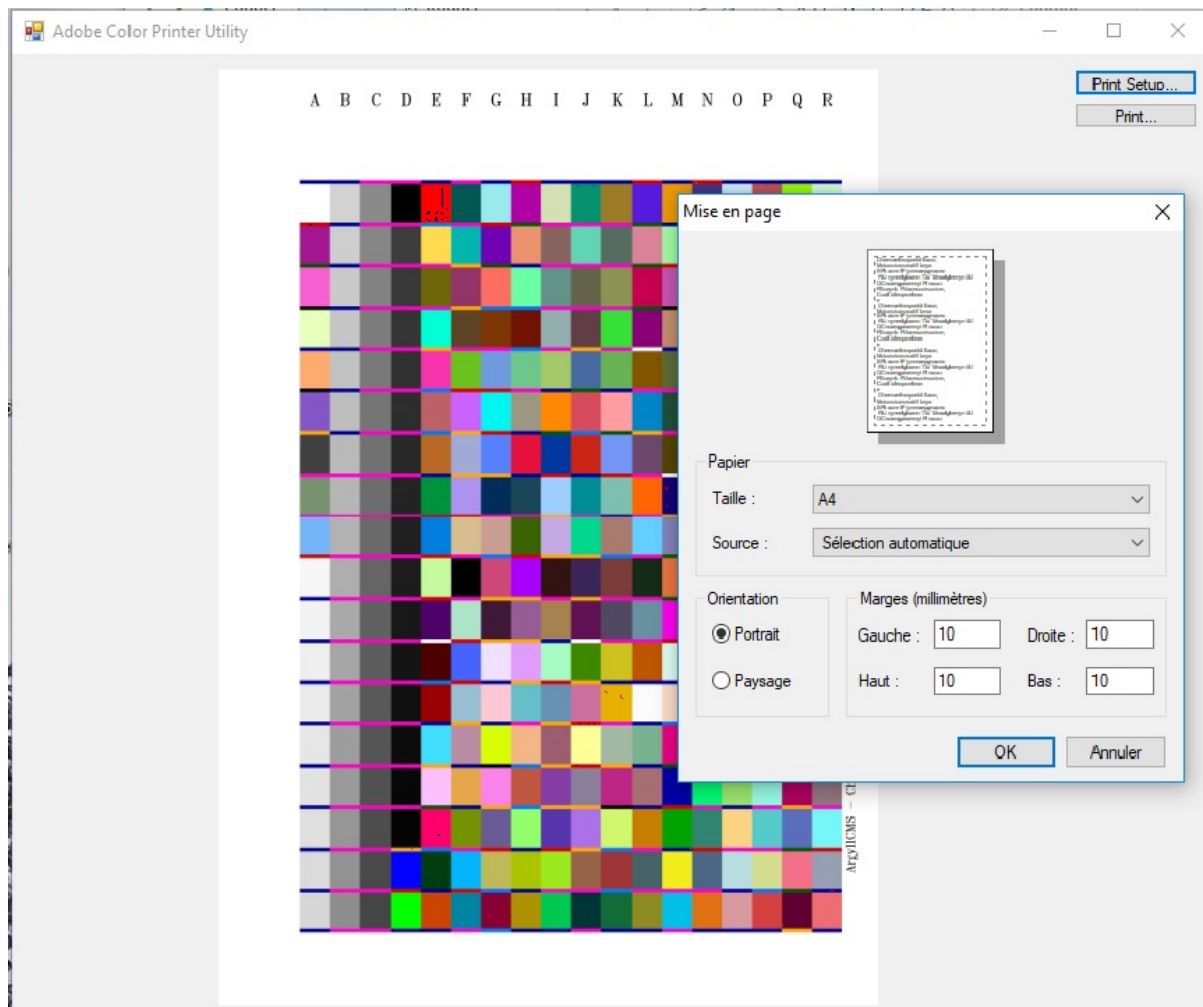 Adobe Color Printer Utility
Print Setup...
Print...
A B C D E F G H I J K L M N O P Q R
Mise en page
Papier
Taille :
A4
Source :
Sélection automatique
Orientation
Portrait
Paysage
Marges (millimètres)
Gauche :
10
Droite :
10
Haut :
10
Bas :
10
OK
Annuler
ArgyllCMS -